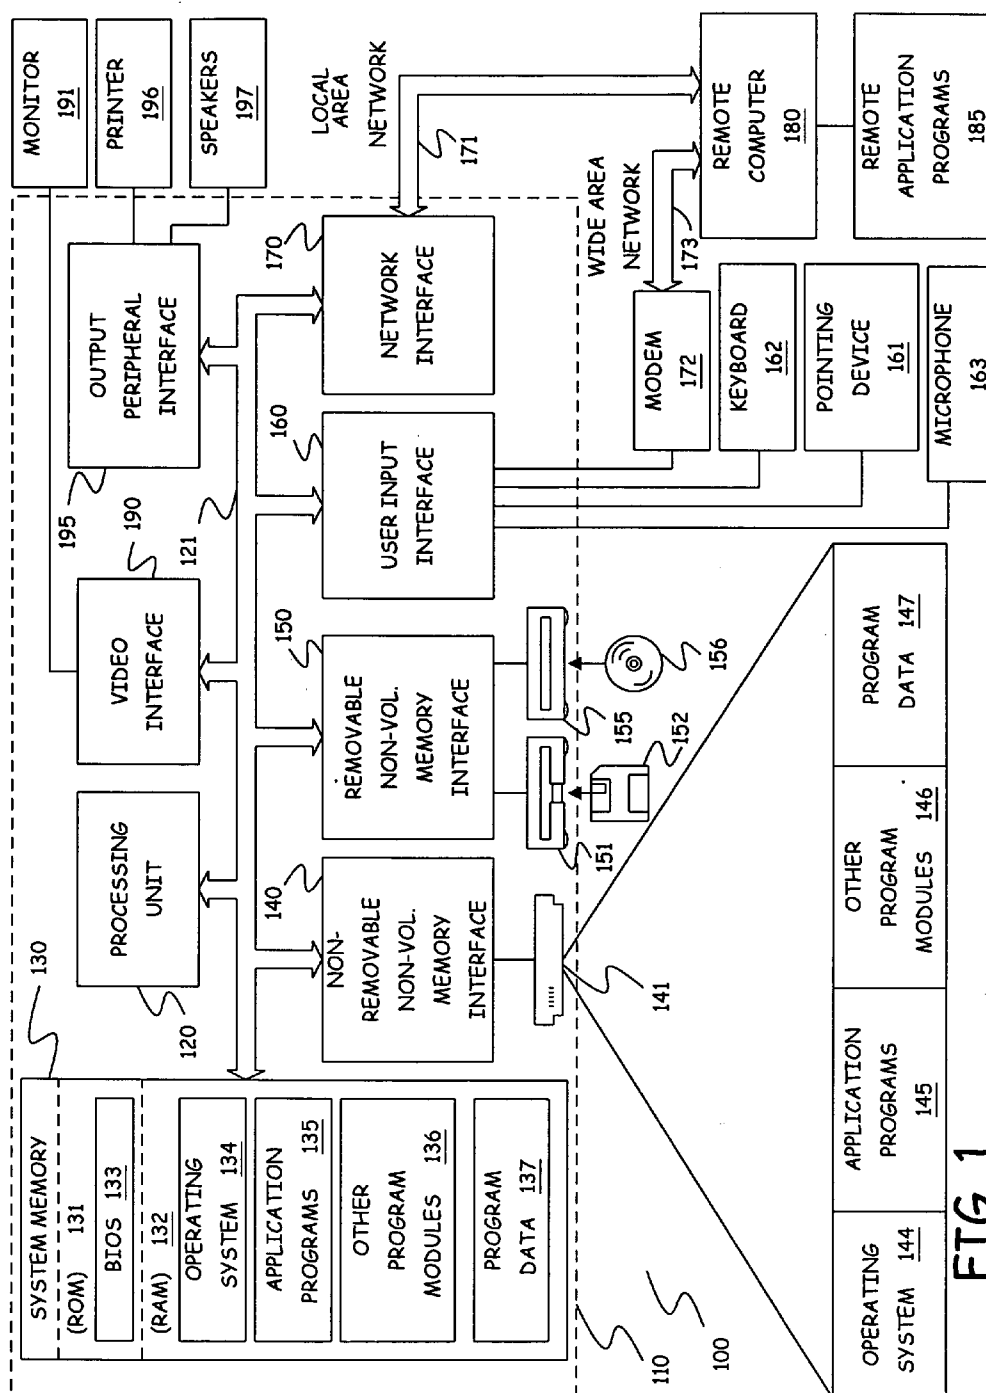 SYSTEM MEMORY
(ROM) 131
BIOS 133
(RAM) 132
OPERATING
SYSTEM 134
APPLICATION
PROGRAMS 135
OTHER
PROGRAM
MODULES 136
PROGRAM
DATA 137
130
PROCESSING
UNIT
120
VIDEO
INTERFACE
190
121
OUTPUT
PERIPHERAL
INTERFACE
195
MONITOR
191
PRINTER
196
SPEAKERS
197
NON-
REMOVABLE
NON-VOL.
MEMORY
INTERFACE
140
REMOVABLE
NON-VOL.
MEMORY
INTERFACE
150
USER INPUT
INTERFACE
160
NETWORK
INTERFACE
170
LOCAL
AREA
NETWORK
171
WIDE AREA
NETWORK
173
141
151
152
155
156
MODEM
172
KEYBOARD
162
POINTING
DEVICE
161
MICROPHONE
163
REMOTE
COMPUTER
180
REMOTE
APPLICATION
PROGRAMS
185
110
100
OPERATING
SYSTEM 144
APPLICATION
PROGRAMS
145
OTHER
PROGRAM
MODULES 146
PROGRAM
DATA 147
FIG 1